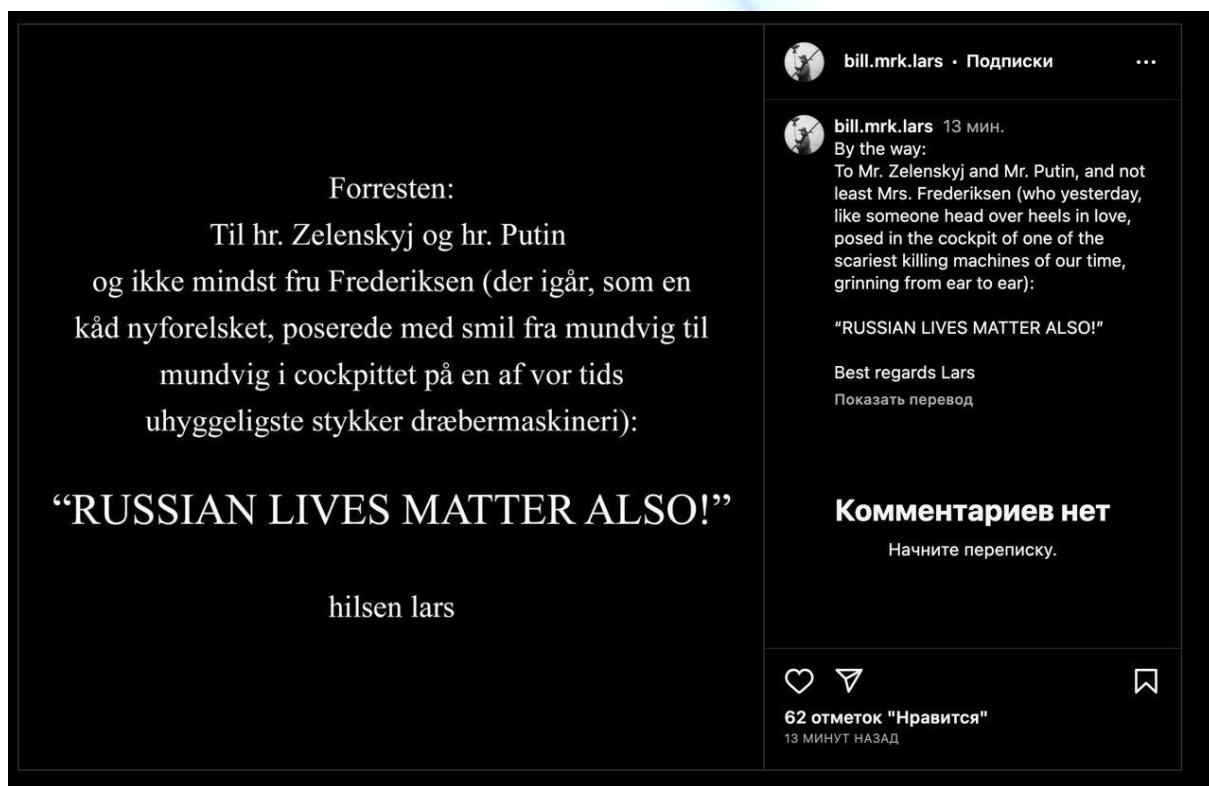 Forresten:
Til hr. Zelenskyj og hr. Putin
og ikke mindst fru Frederiksen (der igår, som en
kåd nyforelsket, poserede med smil fra mundvig til
mundvig i cockpittet på en af vor tids
uhyggeligste stykker dræbermaskineri):
“RUSSIAN LIVES MATTER ALSO!”
hilsen lars
bill.mrk.lars • Подписки
bill.mrk.lars 13 мин.
By the way:
To Mr. Zelenskyj and Mr. Putin, and not
least Mrs. Frederiksen (who yesterday,
like someone head over heels in love,
posed in the cockpit of one of the
scariest killing machines of our time,
grinning from ear to ear):
“RUSSIAN LIVES MATTER ALSO!”
Best regards Lars
Показать перевод
Комментариев нет
Начните переписку.
62 отметок "Нравится"
13 МИНУТ НАЗАД